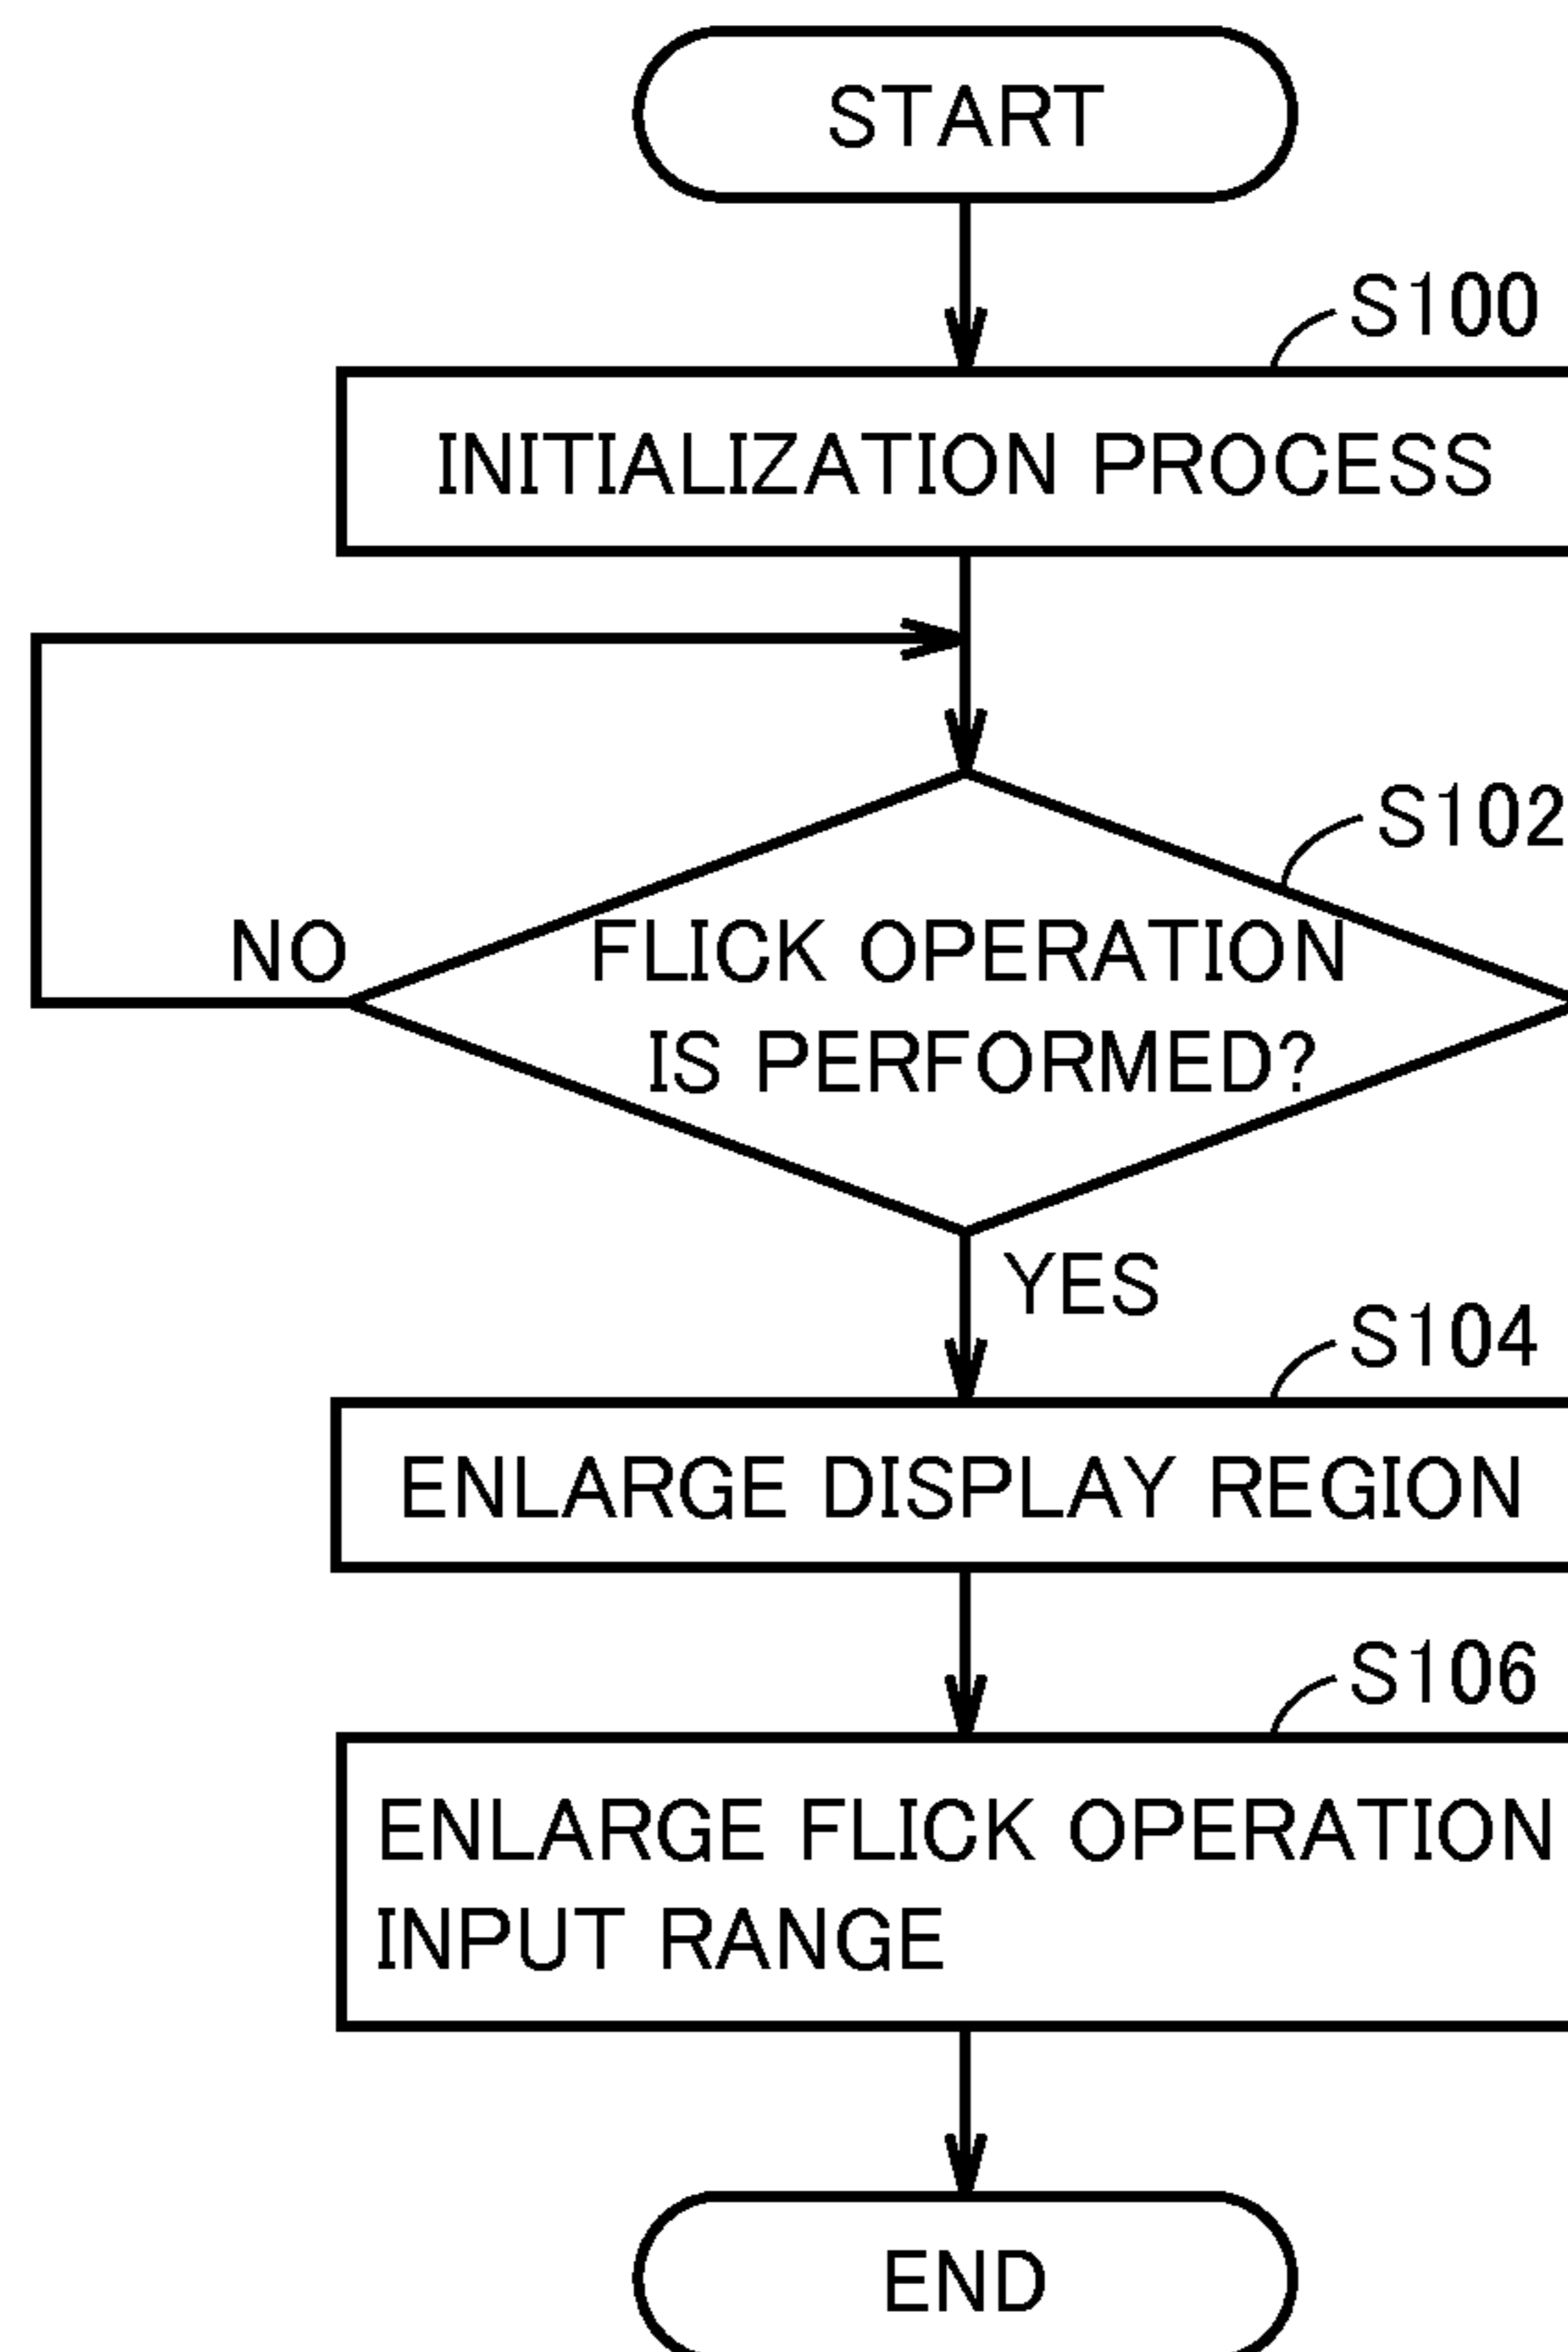 START
S100
INITIALIZATION PROCESS
S102
NO
FLICK OPERATION
IS PERFORMED?
YES
S104
ENLARGE DISPLAY REGION
S106
ENLARGE FLICK OPERATION
INPUT RANGE
END